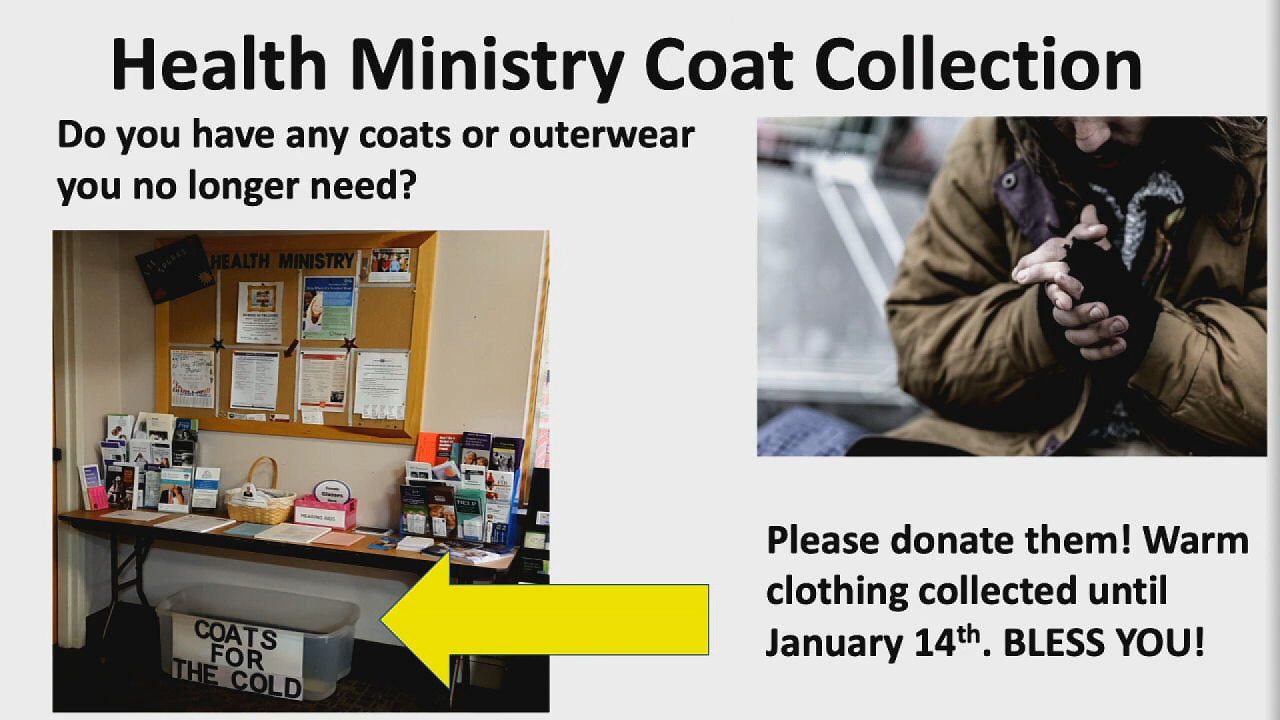 Health Ministry Coat Collection
Do you have any coats or outerwear
you no longer need?
HEALTH MINISTRY
HEARING AIDS
HELP
COATS
FOR
THE COLD
Please donate them! Warm
clothing collected until
January 14th. BLESS YOU!